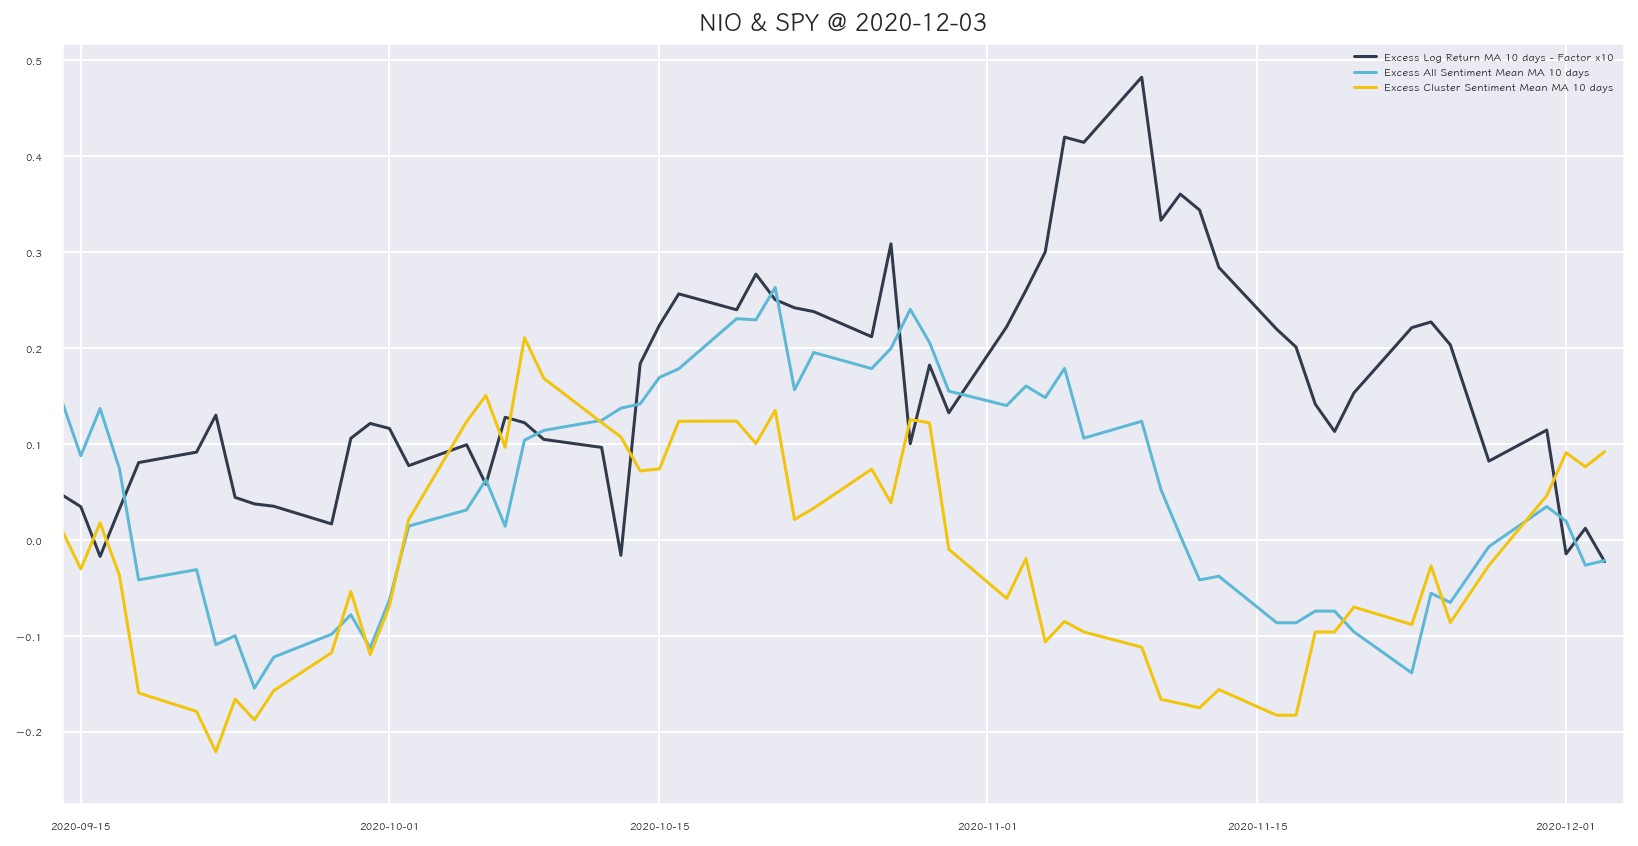 NIO & SPY @ 2020-12-03
Excess Log Return MA 10 days - Factor x10
Excess All Sentiment Mean MA 10 days
Excess Cluster Sentiment Mean MA 10 days
0.5
0.4
0.3
0.2
0.1
0.0
−0.1
−0.2
2020-09-15 2020-10-01 2020-10-15 2020-11-01 2020-11-15 2020-12-01